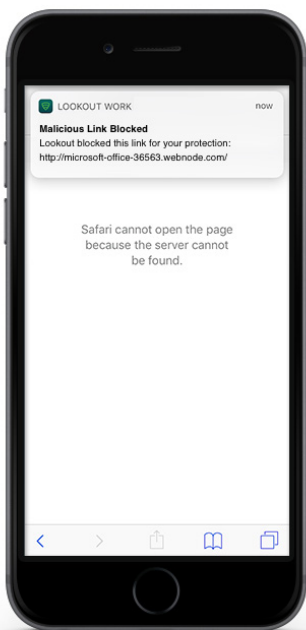 LOOKOUT WORK now
Malicious Link Blocked
Lookout blocked this link for your protection:
http://microsoft-office-36563.webnode.com/
Safari cannot open the page
because the server cannot
be found.